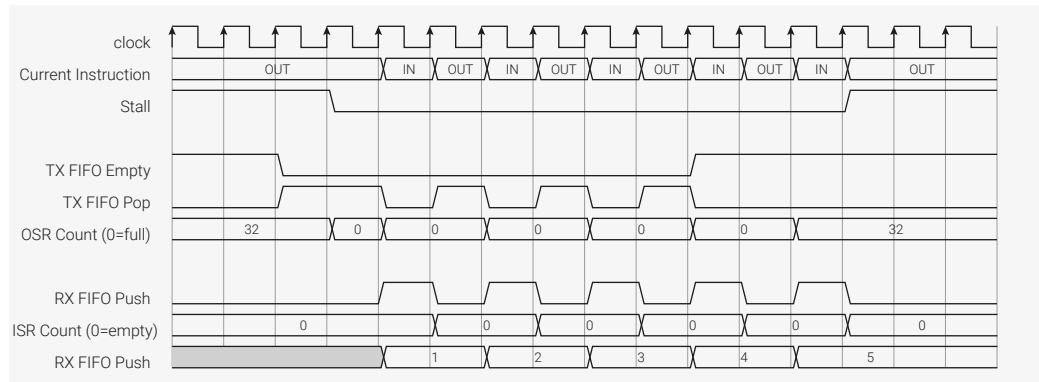 clock
Current Instruction OUT IN OUT IN OUT IN OUT IN OUT IN OUT
Stall
TX FIFO Empty
TX FIFO Pop
OSR Count (0=full) 32 0 0 0 0 0 32
RX FIFO Push
ISR Count (0=empty) 0 0 0 0 0 0
RX FIFO Push 1 2 3 4 5